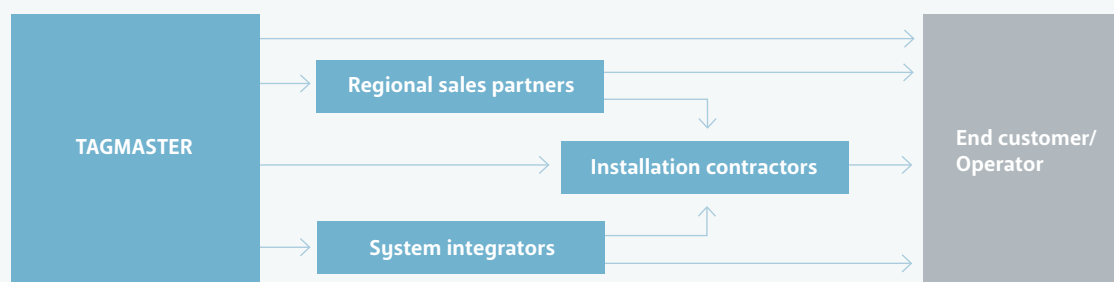 Regional sales partners
TAGMASTER
End customer/
Operator
Installation contractors
System integrators